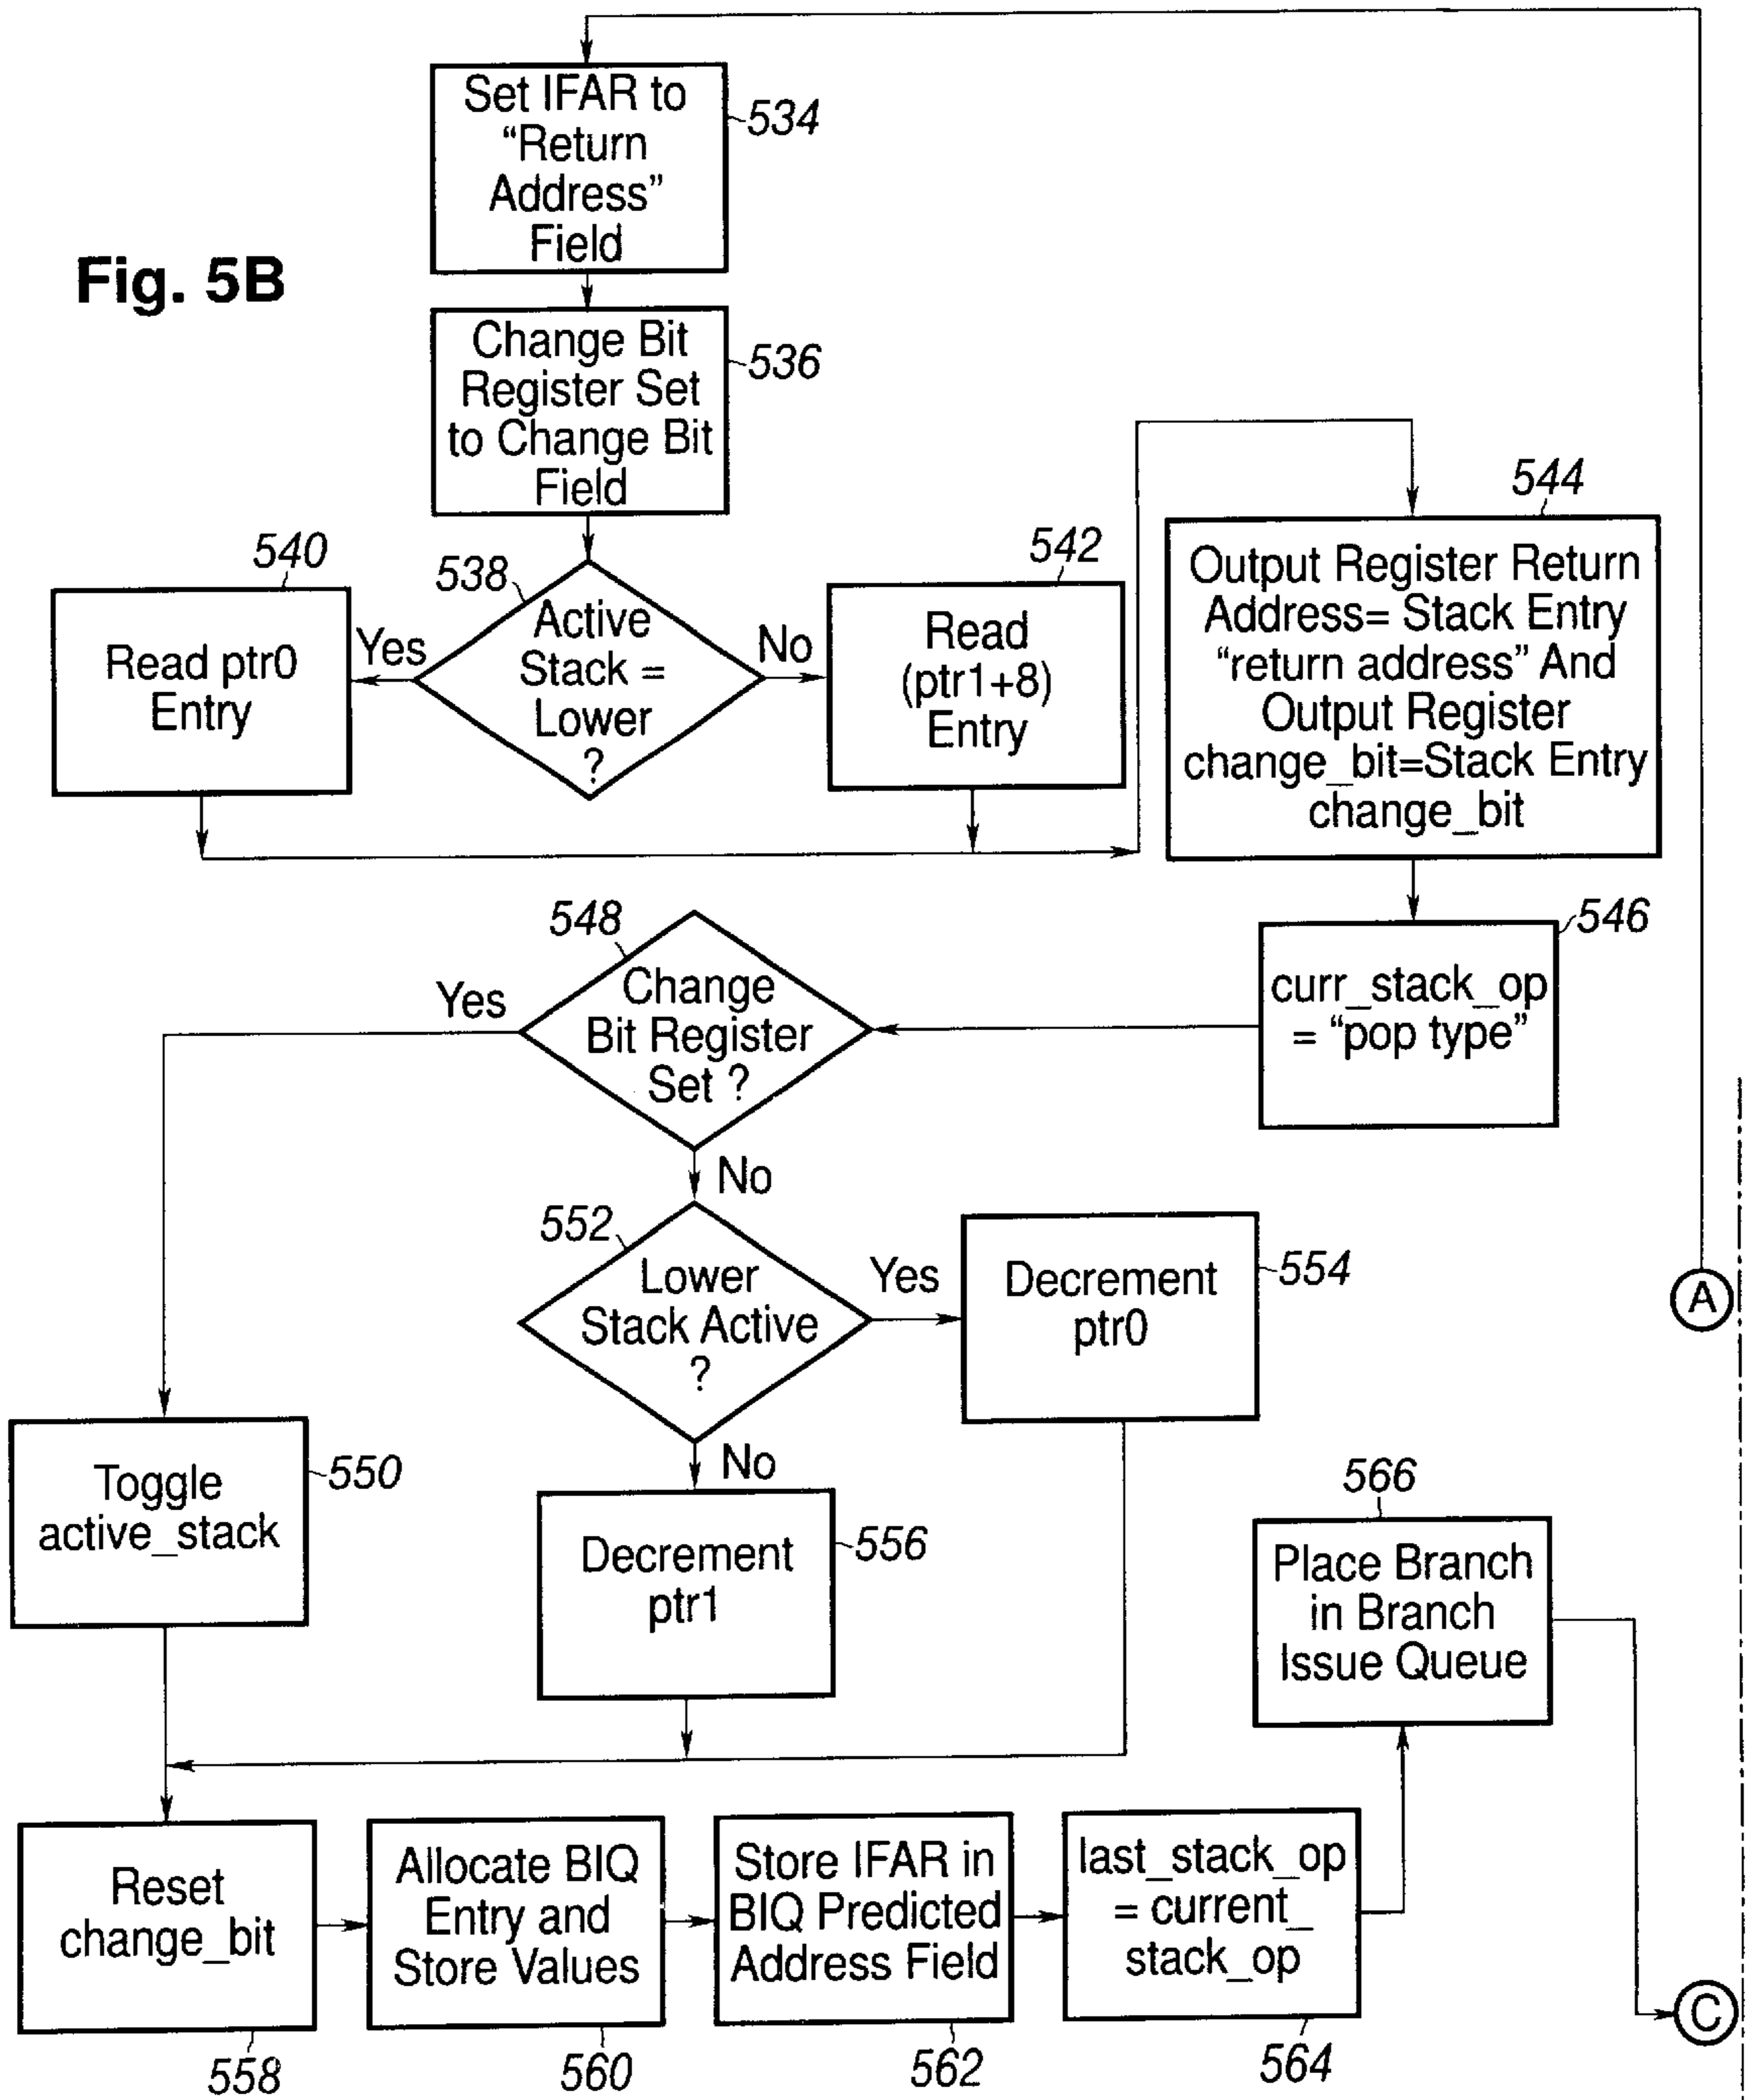 Set IFAR to
“Return
Address”
Field
534
Fig. 5B
Change Bit
Register Set
to Change Bit
Field
536
538
Active
Stack =
Lower
?
Yes
No
540
Read ptr0
Entry
542
Read
(ptr1+8)
Entry
544
Output Register Return
Address= Stack Entry
“return address” And
Output Register
change_bit=Stack Entry
change_bit
546
curr_stack_op
= “pop type”
548
Change
Bit Register
Set ?
Yes
No
552
Lower
Stack Active
?
Yes
No
554
Decrement
ptr0
A
550
Toggle
active_stack
556
Decrement
ptr1
566
Place Branch
in Branch
Issue Queue
Reset
change_bit
558
Allocate BIQ
Entry and
Store Values
560
Store IFAR in
BIQ Predicted
Address Field
562
last_stack_op
= current_
stack_op
564
C